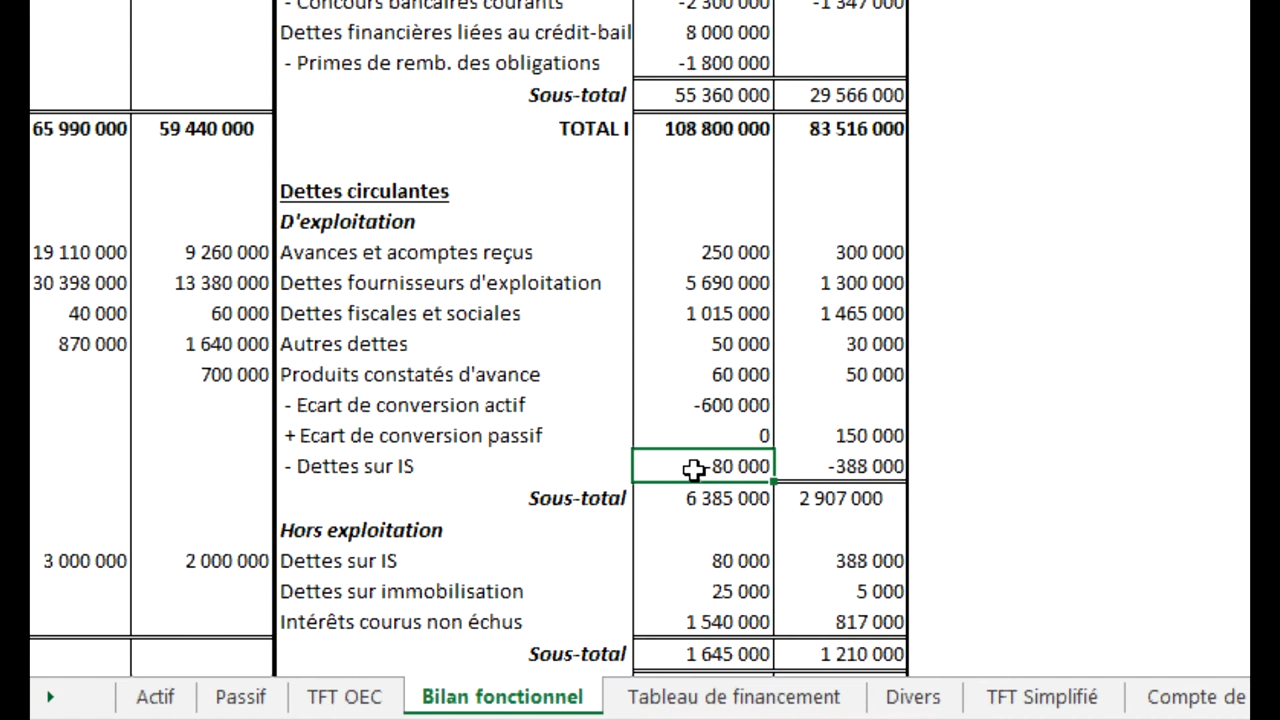 - Concours bancaires courants -2 300 000 -1 347 000
Dettes financières liées au crédit-bail 8 000 000
- Primes de remb. des obligations -1 800 000
Sous-total 55 360 000 29 566 000
65 990 000 59 440 000 TOTAL I 108 800 000 83 516 000
Dettes circulantes
D'exploitation
19 110 000 9 260 000 Avances et acomptes reçus 250 000 300 000
30 398 000 13 380 000 Dettes fournisseurs d'exploitation 5 690 000 1 300 000
40 000 60 000 Dettes fiscales et sociales 1 015 000 1 465 000
870 000 1 640 000 Autres dettes 50 000 30 000
700 000 Produits constatés d'avance 60 000 50 000
- Ecart de conversion actif -600 000
+ Ecart de conversion passif 0 150 000
- Dettes sur IS -80 000 -388 000
Sous-total 6 385 000 2 907 000
Hors exploitation
3 000 000 2 000 000 Dettes sur IS 80 000 388 000
Dettes sur immobilisation 25 000 5 000
Intérêts courus non échus 1 540 000 817 000
Sous-total 1 645 000 1 210 000
Actif Passif TFT OEC Bilan fonctionnel Tableau de financement Divers TFT Simplifié Compte de